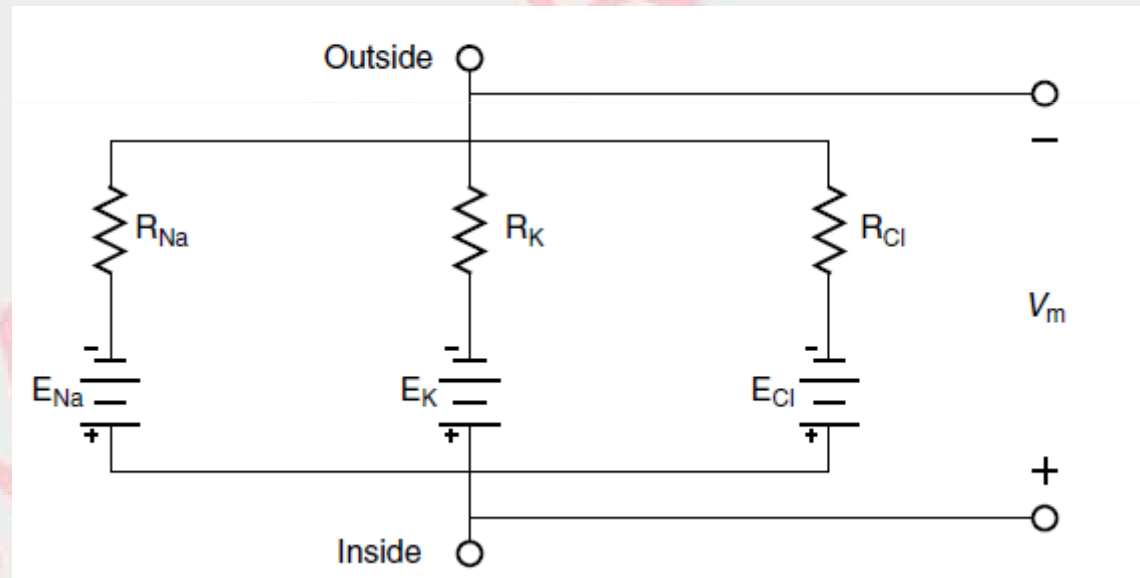 Outside
−
R_Na
R_K
R_Cl
V_m
- - -
E_Na
E_K
E_Cl
+ + +
+
Inside